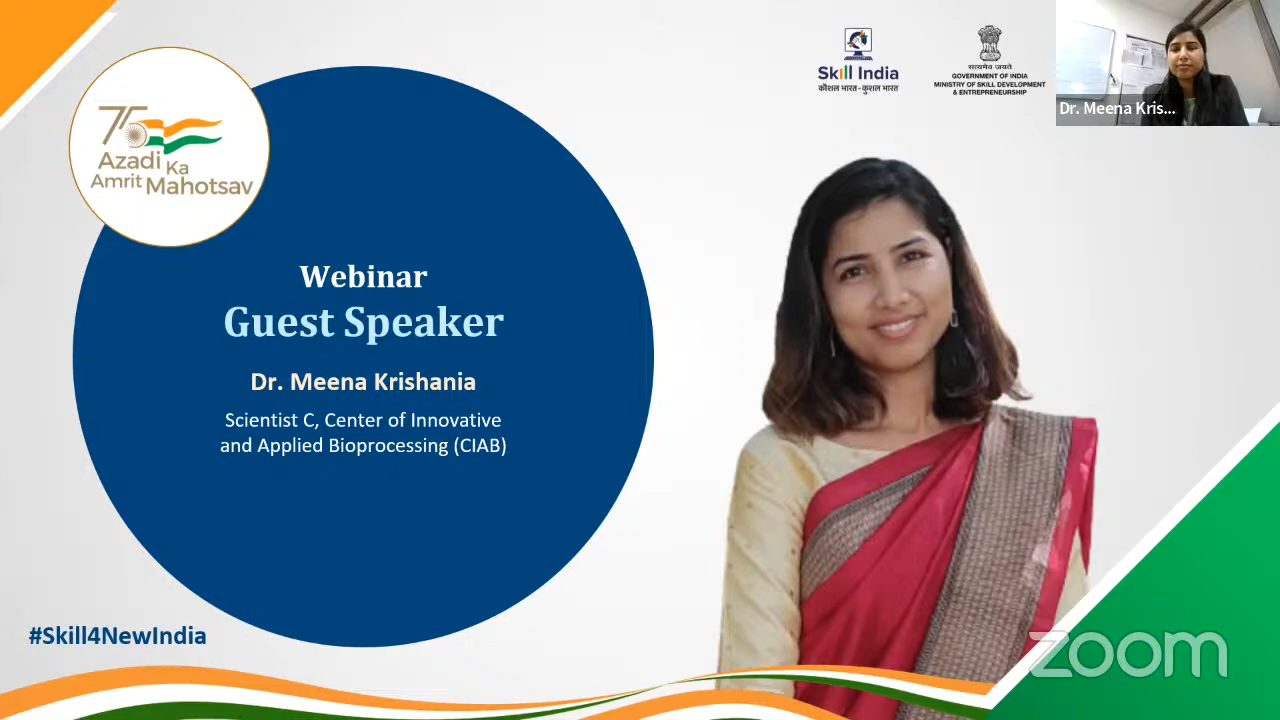 75
Azadi Ka
Amrit Mahotsav
Skill India
कौशल भारत - कुशल भारत
सत्यमेव जयते
GOVERNMENT OF INDIA
MINISTRY OF SKILL DEVELOPMENT
& ENTREPRENEURSHIP
Dr. Meena Kris...
Webinar
Guest Speaker
Dr. Meena Krishania
Scientist C, Center of Innovative
and Applied Bioprocessing (CIAB)
#Skill4NewIndia
zoom